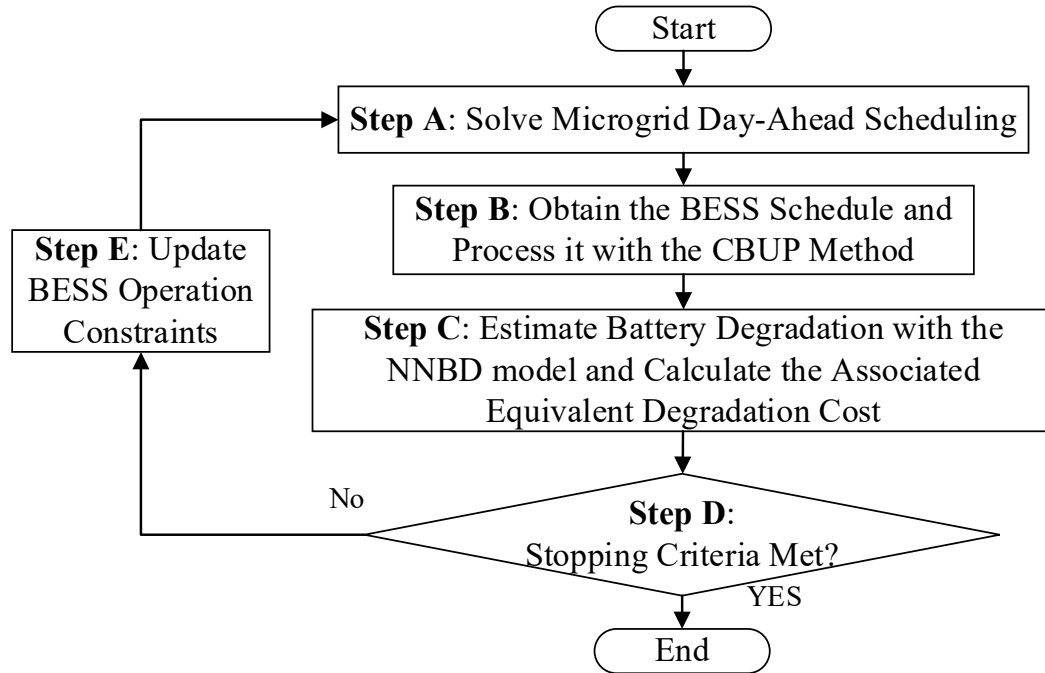 Start
Step A: Solve Microgrid Day-Ahead Scheduling
Step B: Obtain the BESS Schedule and
Process it with the CBUP Method
Step E: Update
BESS Operation
Constraints
Step C: Estimate Battery Degradation with the
NNBD model and Calculate the Associated
Equivalent Degradation Cost
No
Step D:
Stopping Criteria Met?
YES
End